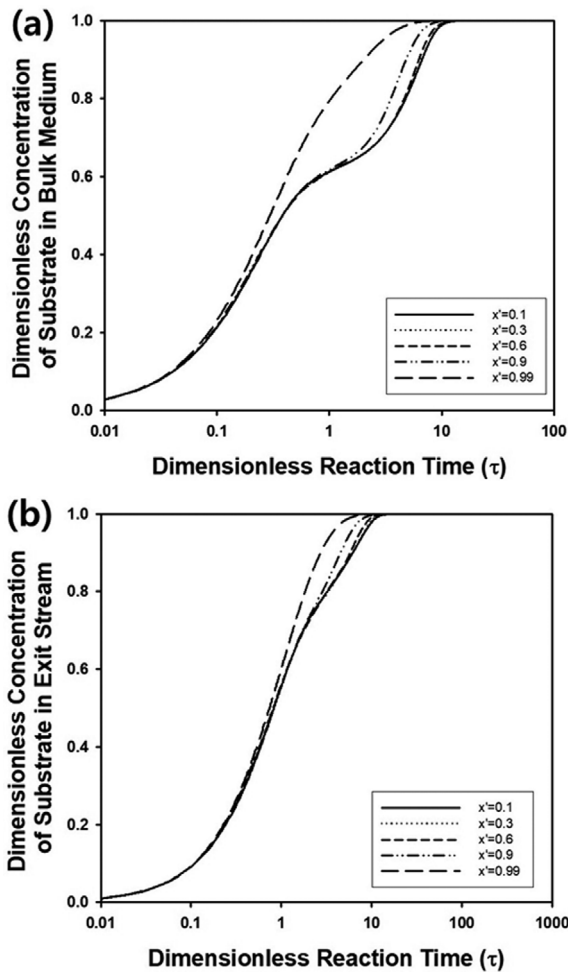 (a)
Dimensionless Concentration
of Substrate in Bulk Medium
1.0
0.8
0.6
0.4
0.2
0.0
x'=0.1
x'=0.3
x'=0.6
x'=0.9
x'=0.99
0.01 0.1 1 10 100
Dimensionless Reaction Time (τ)
(b)
Dimensionless Concentration
of Substrate in Exit Stream
1.0
0.8
0.6
0.4
0.2
0.0
x'=0.1
x'=0.3
x'=0.6
x'=0.9
x'=0.99
0.01 0.1 1 10 100 1000
Dimensionless Reaction Time (τ)